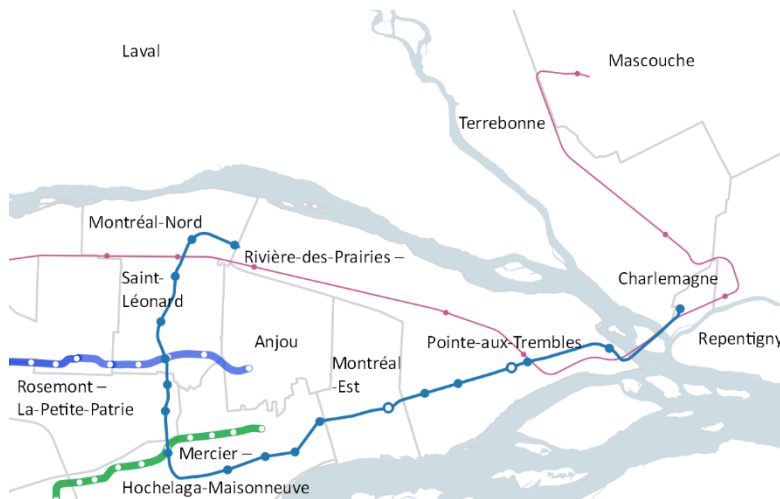 Laval
Mascouche
Terrebonne
Montréal-Nord
Rivière-des-Prairies –
Saint-
Léonard
Charlemagne
Anjou
Pointe-aux-Trembles
Repentigny
Montréal
-Est
Rosemont –
La-Petite-Patrie
Mercier –
Hochelaga-Maisonneuve